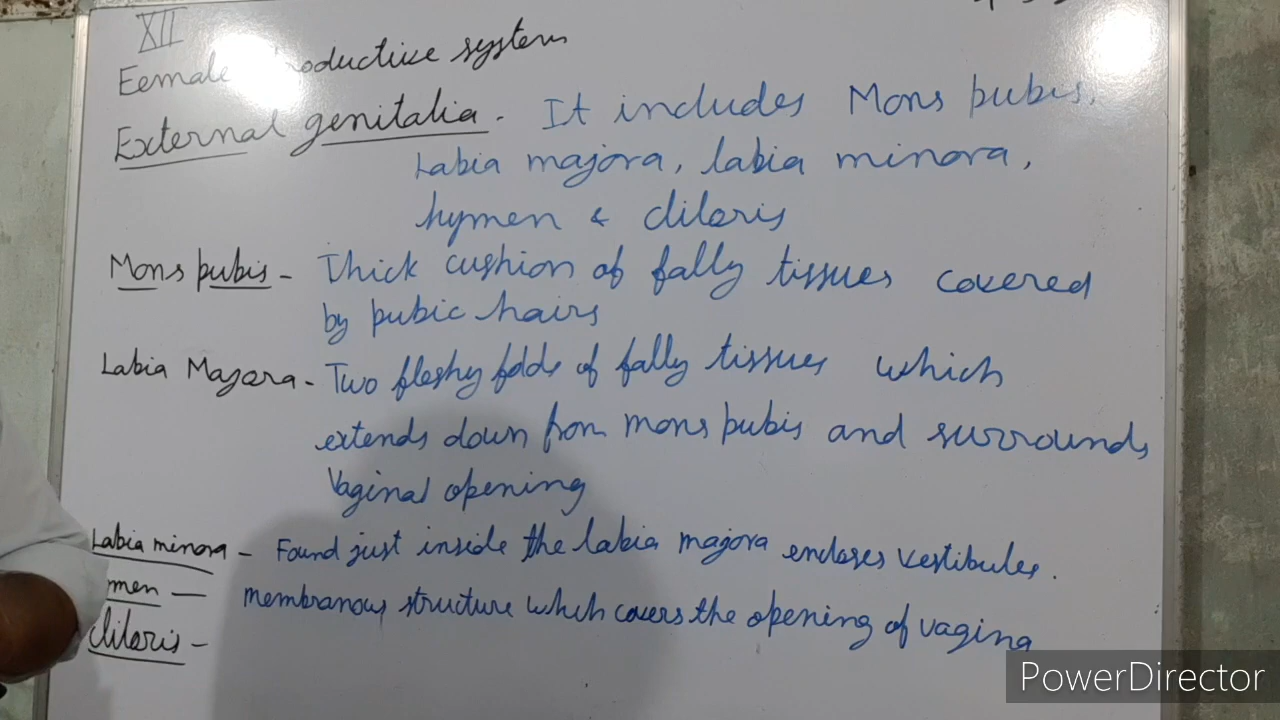 XII
Female Reproductive system
External genitalia. It includes Mons pubis,
Labia majora, labia minora,
hymen & clitoris
Mons pubis - Thick cushion of fatty tissues covered
by pubic hairs
Labia Majora - Two fleshy folds of fatty tissues which
extends down from mons pubis and surrounds
Vaginal opening
Labia minora - Found just inside the labia majora encloses vestibules.
men - membranous structure which covers the opening of vagina
Clitoris -
PowerDirector